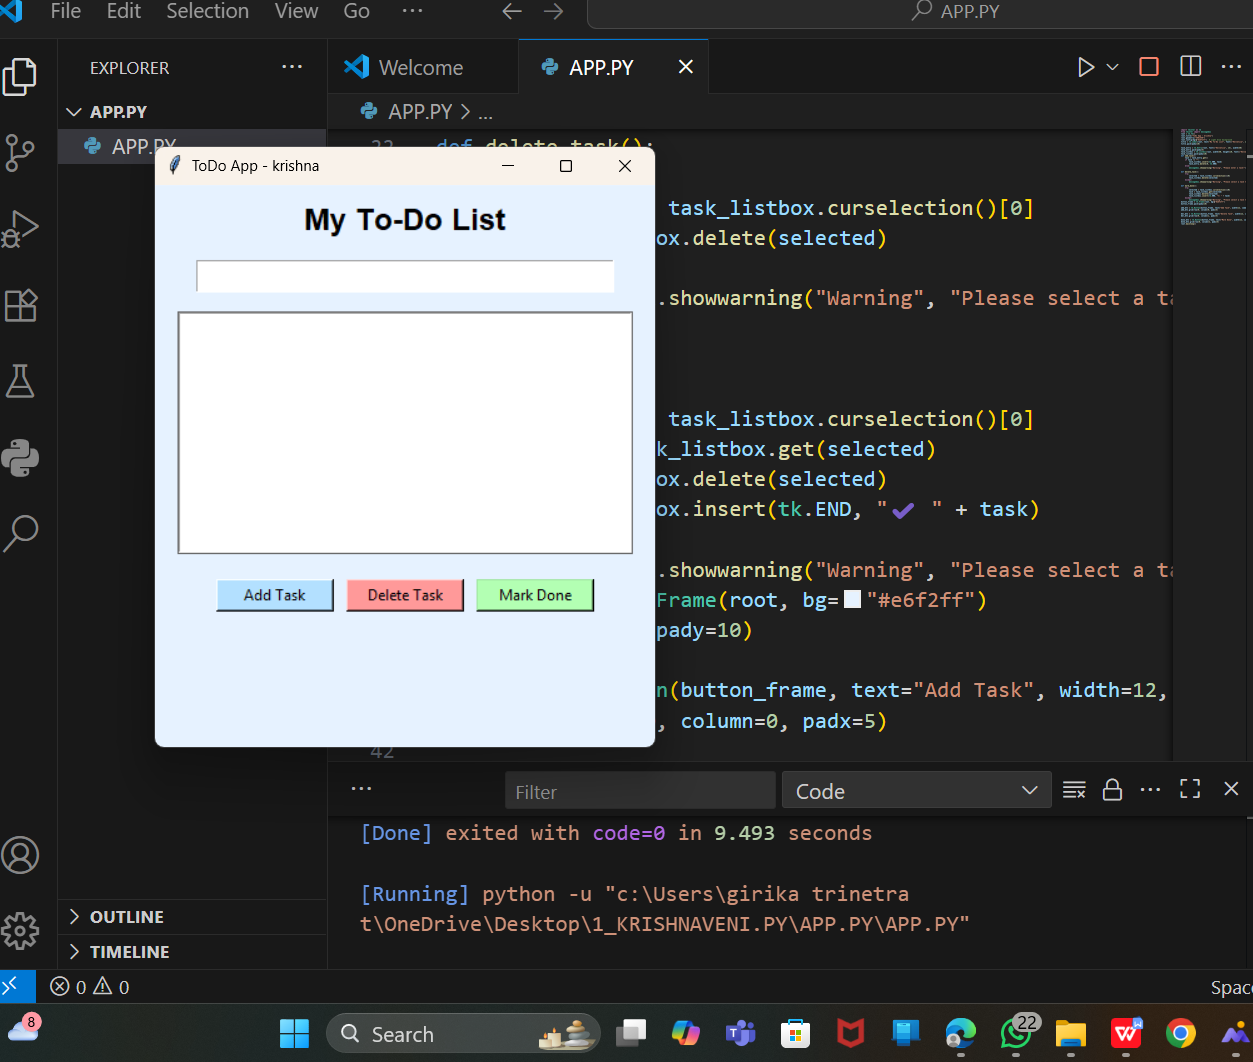 File Edit Selection View Go ··· APP.PY
EXPLORER ···
Welcome APP.PY
APP.PY
APP.PY > ...
APP.PY
def delete_task():
ToDo App - krishna
My To-Do List
Add Task Delete Task Mark Done
task_listbox.curselection()[0]
ox.delete(selected)
.showwarning("Warning", "Please select a ta
task_listbox.curselection()[0]
k_listbox.get(selected)
ox.delete(selected)
ox.insert(tk.END, "✔ " + task)
.showwarning("Warning", "Please select a ta
Frame(root, bg="#e6f2ff")
pady=10)
n(button_frame, text="Add Task", width=12,
, column=0, padx=5)
42
··· Filter Code ···
[Done] exited with code=0 in 9.493 seconds
[Running] python -u "c:\Users\girika trinetra
t\OneDrive\Desktop\1_KRISHNAVENI.PY\APP.PY\APP.PY"
OUTLINE
TIMELINE
0 0 Spac
8 Search 22